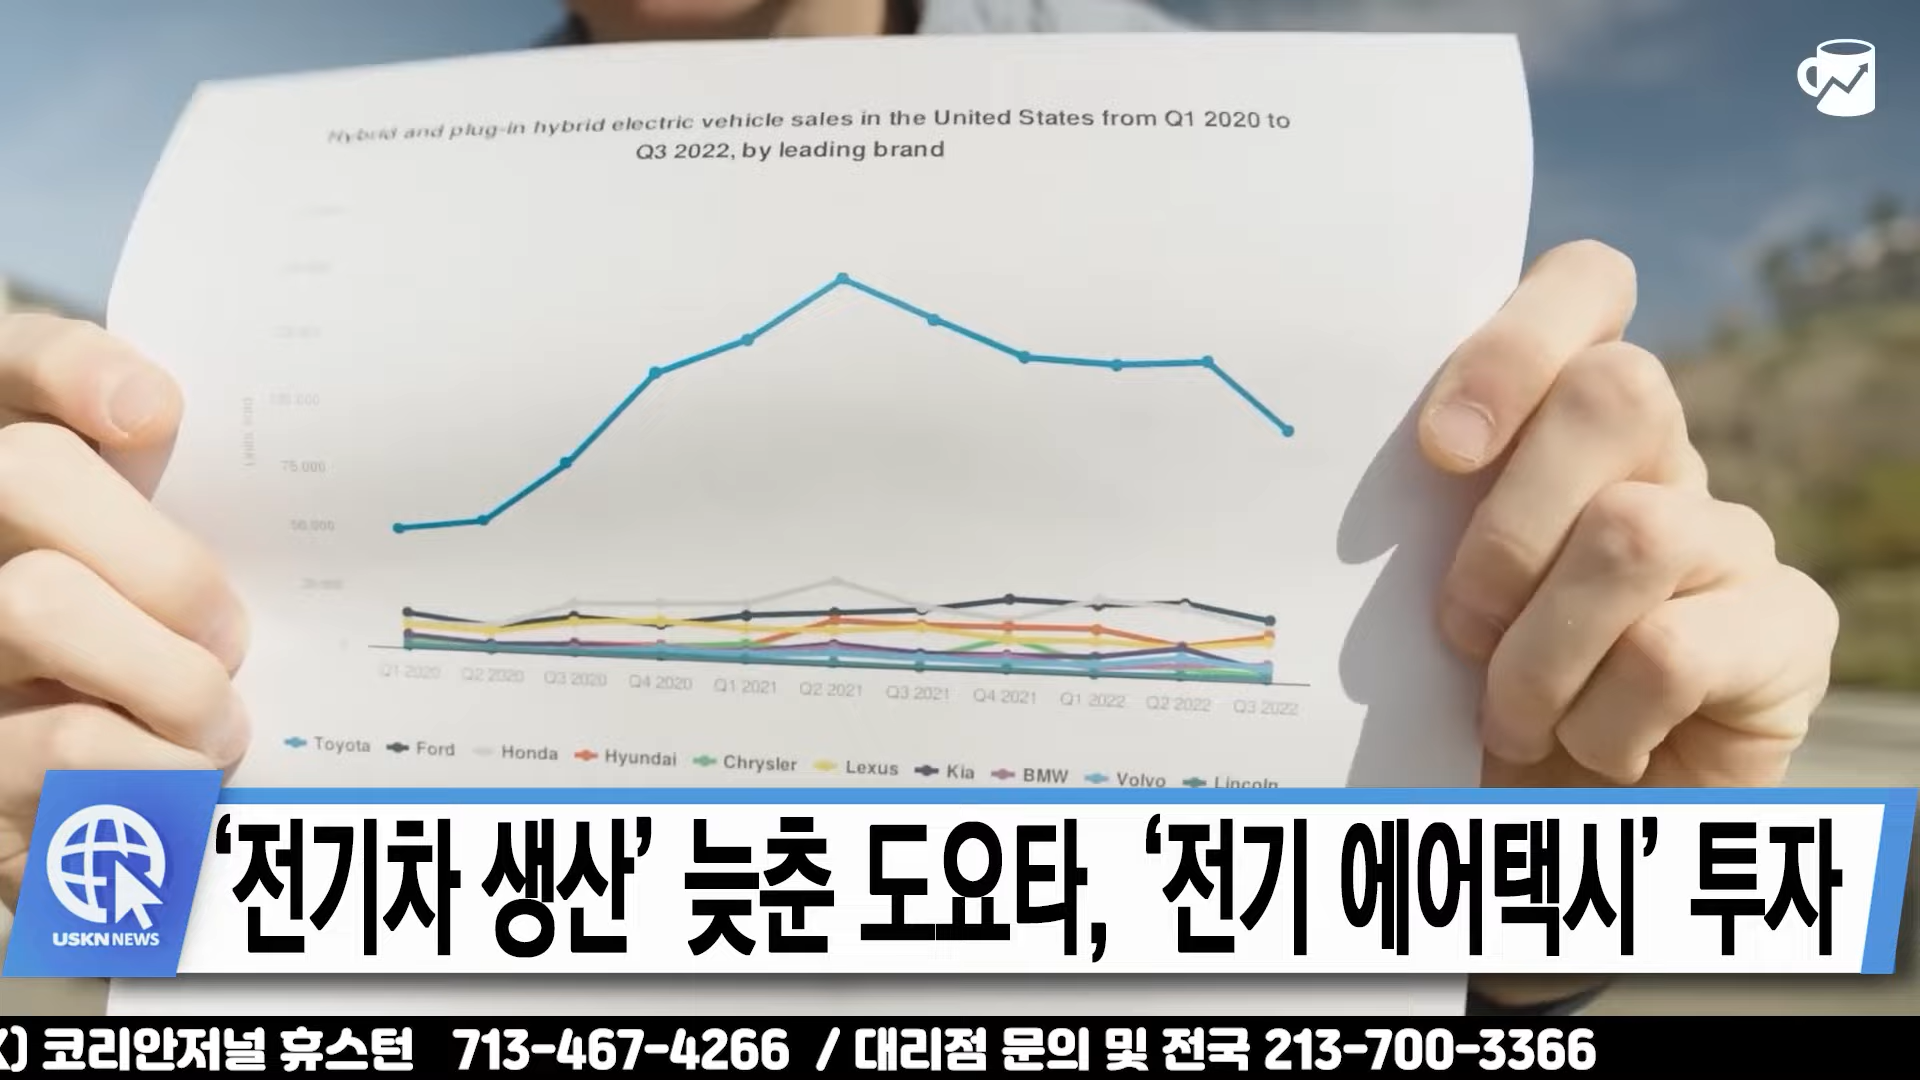 Hybrid and plug-in hybrid electric vehicle sales in the United States from Q1 2020 to
Q3 2022, by leading brand
75 000
50,000
Q1 2020 Q2 2020 Q3 2020 Q4 2020 Q1 2021 Q2 2021 Q3 2021 Q4 2021 Q1 2022 Q2 2022 Q3 2022
Toyota Ford Honda Hyundai Chrysler Lexus Kia BMW Volvo Lincoln
USKN NEWS
‘전기차 생산’ 늦춘 도요타, ‘전기 에어택시’ 투자
) 코리안저널 휴스턴 713-467-4266 / 대리점 문의 및 전국 213-700-3366